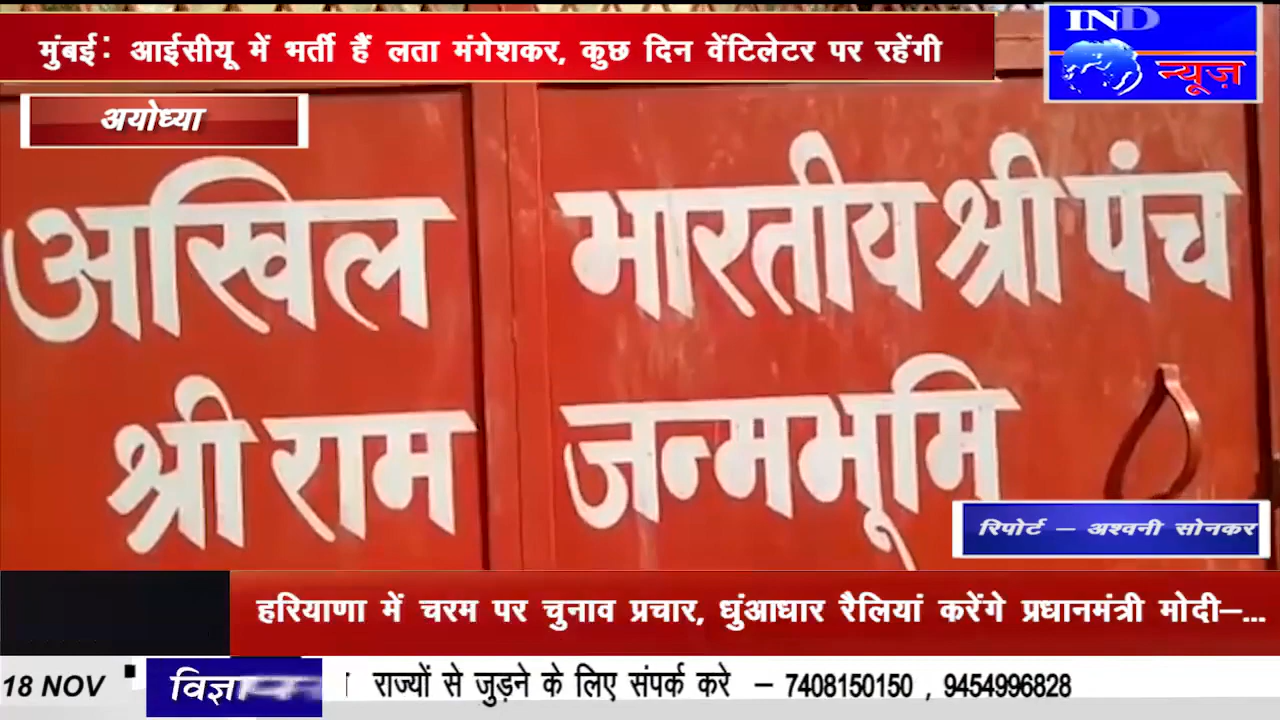 मुंबई: आईसीयू में भर्ती हैं लता मंगेशकर, कुछ दिन वेंटिलेटर पर रहेंगी
IND
न्यूज़
अयोध्या
अखिल भारतीय श्री पंच
श्री राम जन्मभूमि
रिपोर्ट – अश्वनी सोनकर
हरियाणा में चरम पर चुनाव प्रचार, धुंआधार रैलियां करेंगे प्रधानमंत्री मोदी–...
18 NOV विज्ञापन राज्यों से जुड़ने के लिए संपर्क करे – 7408150150 , 9454996828